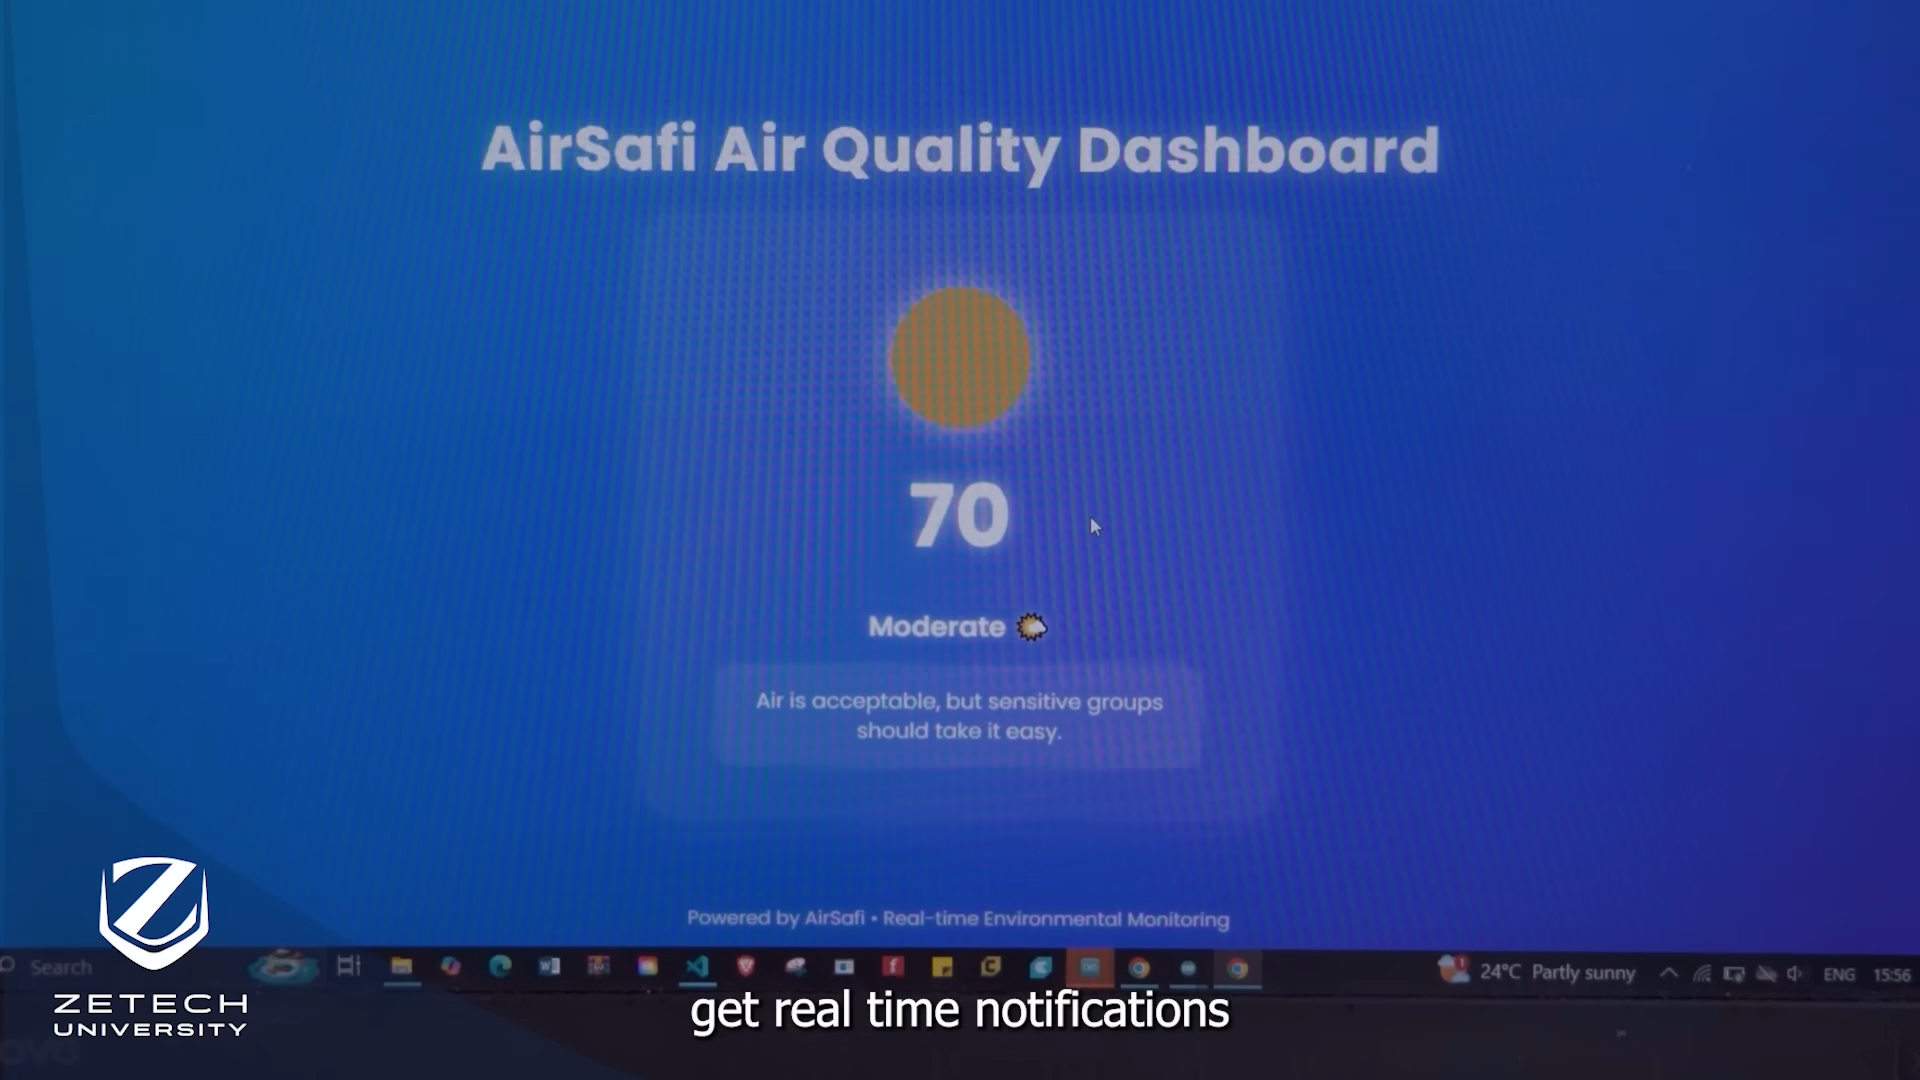 AirSafi Air Quality Dashboard
70
Moderate
Air is acceptable, but sensitive groups
should take it easy.
Powered by AirSafi • Real-time Environmental Monitoring
Search
24°C Partly sunny
ENG
15:56
get real time notifications
ZETECH
UNIVERSITY